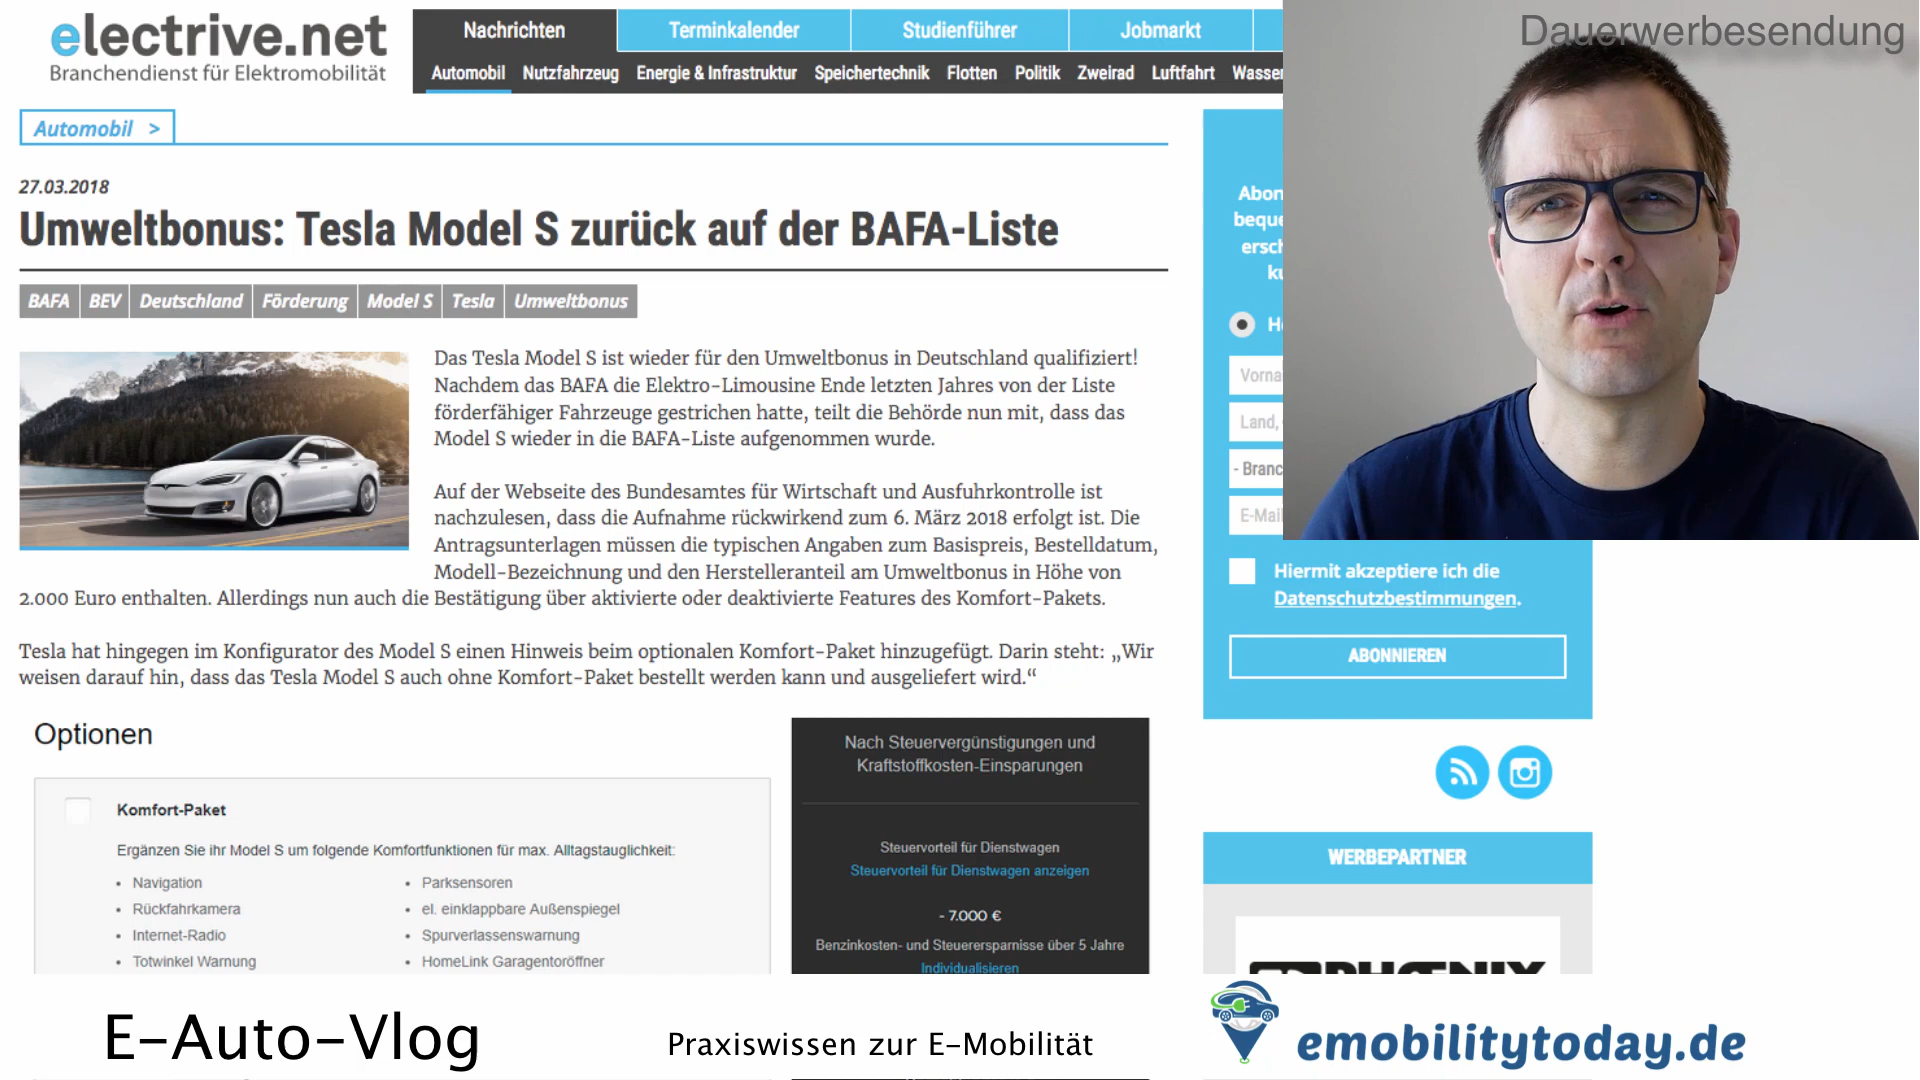 electrive.net
Branchendienst für Elektromobilität
Nachrichten
Terminkalender
Studienführer
Jobmarkt
Automobil
Nutzfahrzeug
Energie & Infrastruktur
Speichertechnik
Flotten
Politik
Zweirad
Luftfahrt
Dauerwerbesendung
Automobil >
27.03.2018
Umweltbonus: Tesla Model S zurück auf der BAFA-Liste
BAFA
BEV
Deutschland
Förderung
Model S
Tesla
Umweltbonus
Das Tesla Model S ist wieder für den Umweltbonus in Deutschland qualifiziert!
Nachdem das BAFA die Elektro-Limousine Ende letzten Jahres von der Liste
förderfähiger Fahrzeuge gestrichen hatte, teilt die Behörde nun mit, dass das
Model S wieder in die BAFA-Liste aufgenommen wurde.
Auf der Webseite des Bundesamtes für Wirtschaft und Ausfuhrkontrolle ist
nachzulesen, dass die Aufnahme rückwirkend zum 6. März 2018 erfolgt ist. Die
Antragsunterlagen müssen die typischen Angaben zum Basispreis, Bestelldatum,
Modell-Bezeichnung und den Herstelleranteil am Umweltbonus in Höhe von
2.000 Euro enthalten. Allerdings nun auch die Bestätigung über aktivierte oder deaktivierte Features des Komfort-Pakets.
Tesla hat hingegen im Konfigurator des Model S einen Hinweis beim optionalen Komfort-Paket hinzugefügt. Darin steht: „Wir
weisen darauf hin, dass das Tesla Model S auch ohne Komfort-Paket bestellt werden kann und ausgeliefert wird.“
Optionen
Komfort-Paket
Ergänzen Sie ihr Model S um folgende Komfortfunktionen für max. Alltagstauglichkeit:
• Navigation
• Rückfahrkamera
• Internet-Radio
• Totwinkel Warnung
• Parksensoren
• el. einklappbare Außenspiegel
• Spurverlassenswarnung
• HomeLink Garagentoröffner
Nach Steuervergünstigungen und
Kraftstoffkosten-Einsparungen
Steuervorteil für Dienstwagen
Steuervorteil für Dienstwagen anzeigen
- 7.000 €
Benzinkosten- und Steuerersparnisse über 5 Jahre
Individualisieren
Land,
Hiermit akzeptiere ich die
Datenschutzbestimmungen.
ABONNIEREN
WERBEPARTNER
PHOENIX
E-Auto-Vlog
Praxiswissen zur E-Mobilität
emobilitytoday.de